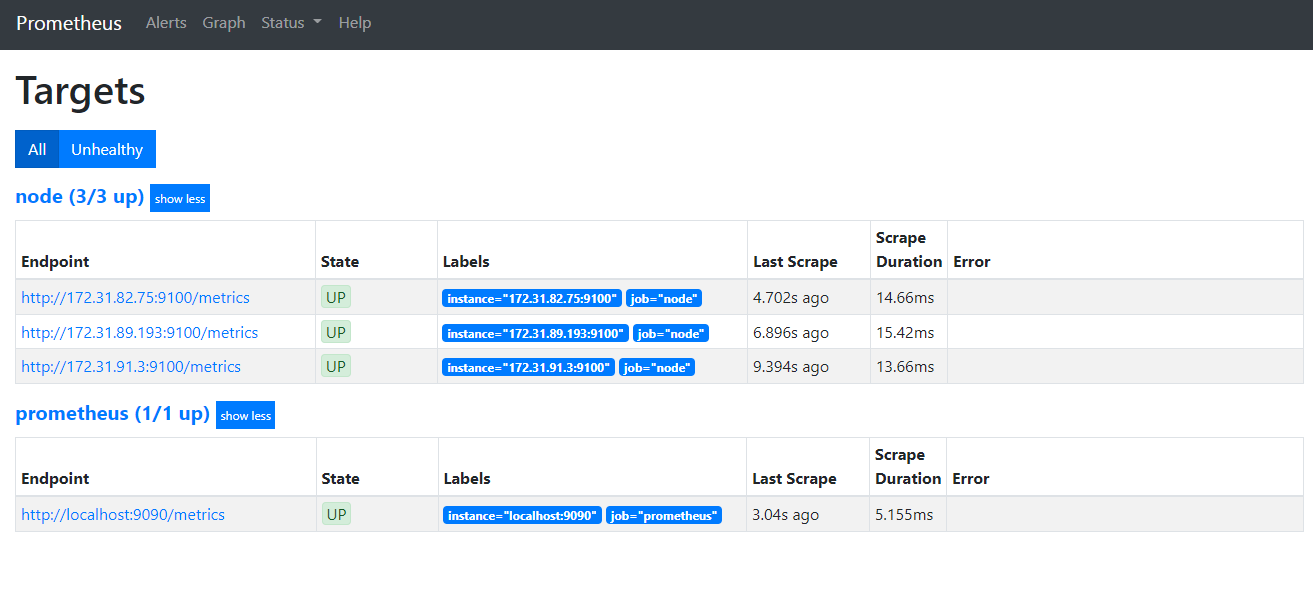 Prometheus Alerts Graph Status Help
Targets
All Unhealthy
node (3/3 up) show less
Endpoint State Labels Last Scrape Scrape Duration Error
http://172.31.82.75:9100/metrics UP instance="172.31.82.75:9100" job="node" 4.702s ago 14.66ms
http://172.31.89.193:9100/metrics UP instance="172.31.89.193:9100" job="node" 6.896s ago 15.42ms
http://172.31.91.3:9100/metrics UP instance="172.31.91.3:9100" job="node" 9.394s ago 13.66ms
prometheus (1/1 up) show less
Endpoint State Labels Last Scrape Scrape Duration Error
http://localhost:9090/metrics UP instance="localhost:9090" job="prometheus" 3.04s ago 5.155ms